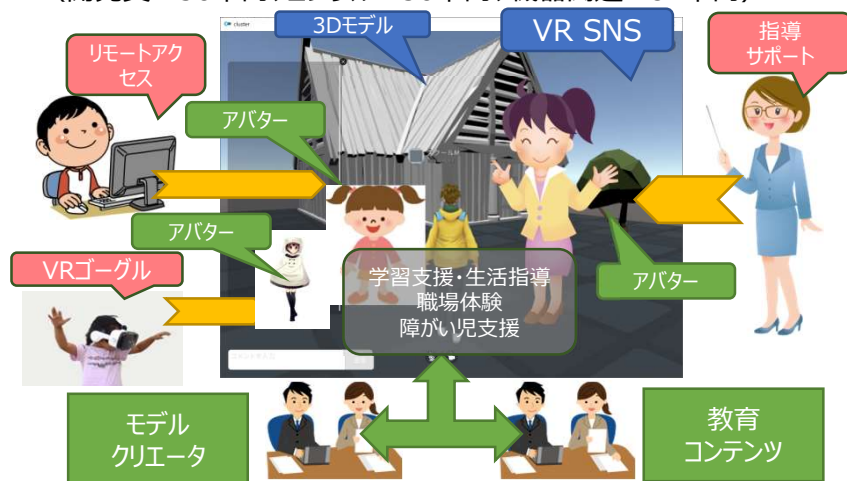 cluster
3Dモデル
VR SNS
指導
サポート
リモートアク
セス
アバター
アバター
VRゴーグル
アバター
学習支援・生活指導
職場体験
障がい児支援
モデル
クリエータ
教育
コンテンツ